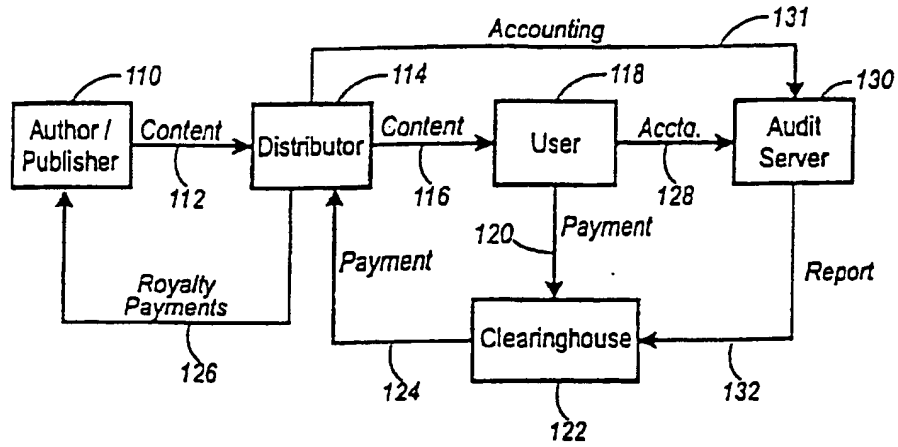 Accounting
131
110
114
118
130
Author /
Publisher
Content
Distributor
Content
User
Accta.
Audit
Server
112
116
128
120
Payment
Payment
Report
Royalty
Payments
Clearinghouse
126
124
132
122